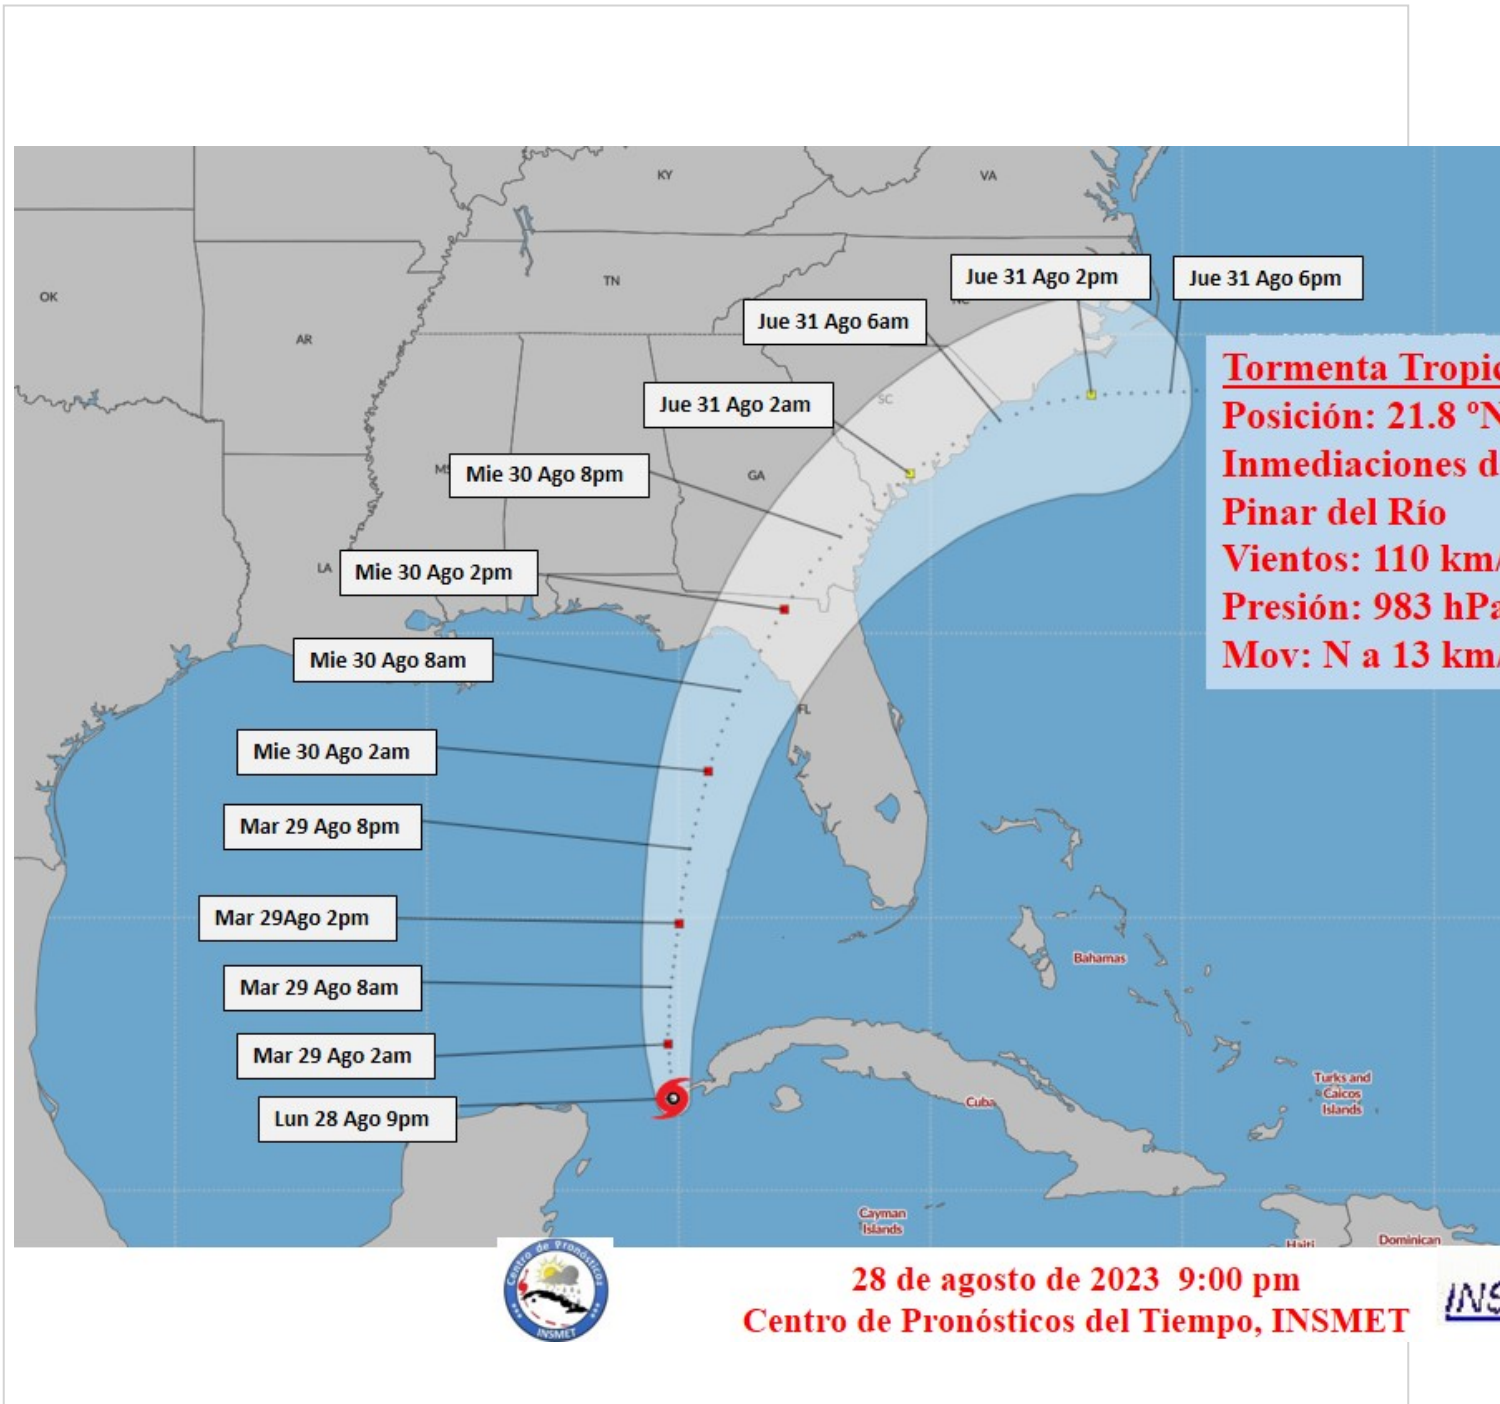 KY
VA
OK
TN
AR
Jue 31 Ago 2pm
Jue 31 Ago 6pm
Jue 31 Ago 6am
Jue 31 Ago 2am
SC
Mie 30 Ago 8pm
GA
LA
Mie 30 Ago 2pm
Mie 30 Ago 8am
FL
Mie 30 Ago 2am
Mar 29 Ago 8pm
Mar 29Ago 2pm
Mar 29 Ago 8am
Mar 29 Ago 2am
Lun 28 Ago 9pm
Tormenta Tropic
Posición: 21.8 ºN
Inmediaciones d
Pinar del Río
Vientos: 110 km/
Presión: 983 hPa
Mov: N a 13 km/
Bahamas
Turks and
Caicos
Islands
Cuba
Cayman
Islands
Haiti
Dominican
Centro de Pronósticos
INSMET
28 de agosto de 2023 9:00 pm
Centro de Pronósticos del Tiempo, INSMET
INS